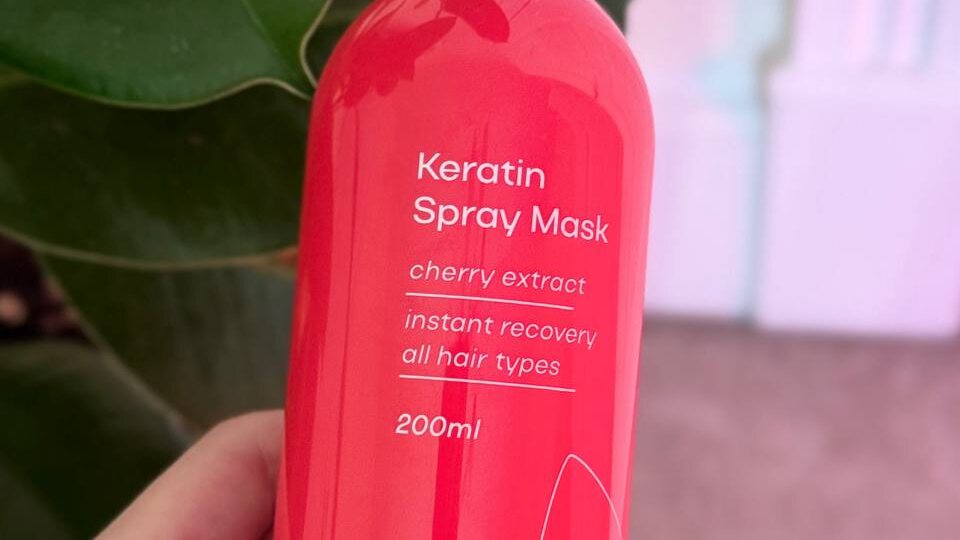 Keratin
Spray Mask
cherry extract
instant recovery
all hair types
200ml